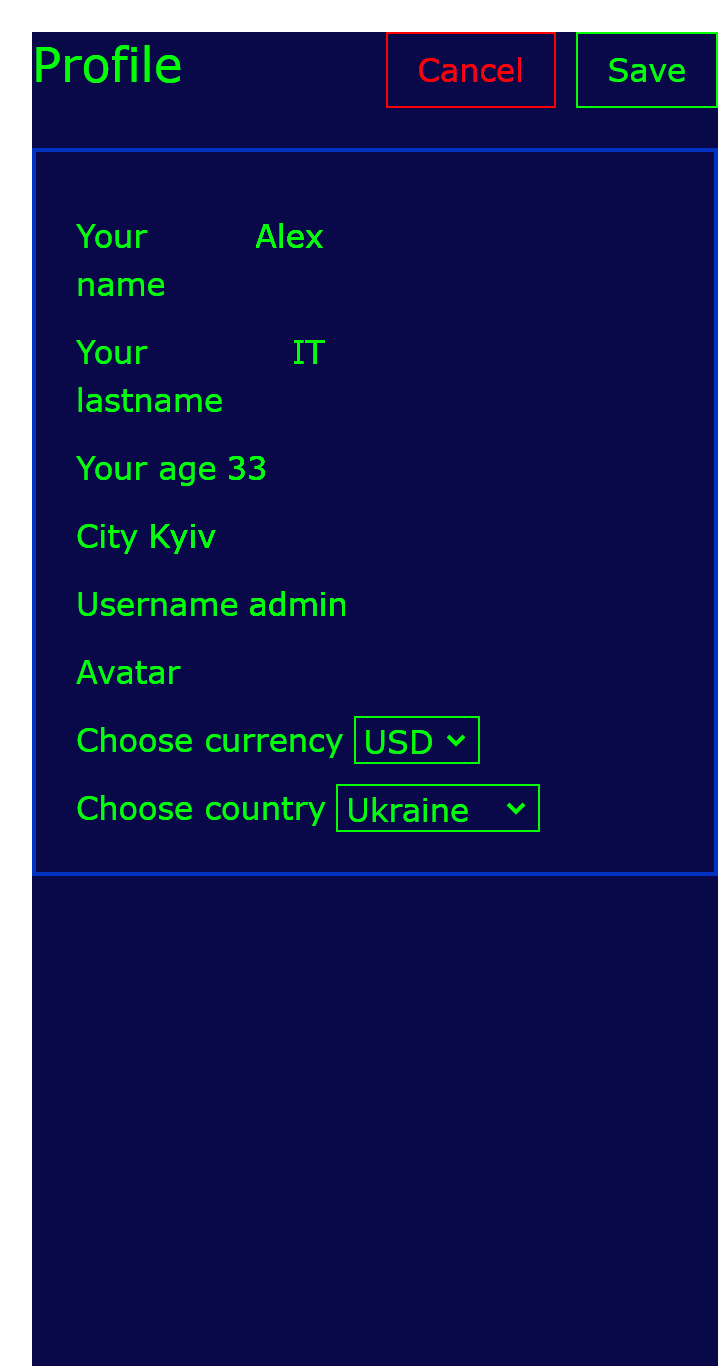 Profile Cancel Save
Your Alex
name
Your IT
lastname
Your age 33
City Kyiv
Username admin
Avatar
Choose currency USD
Choose country Ukraine